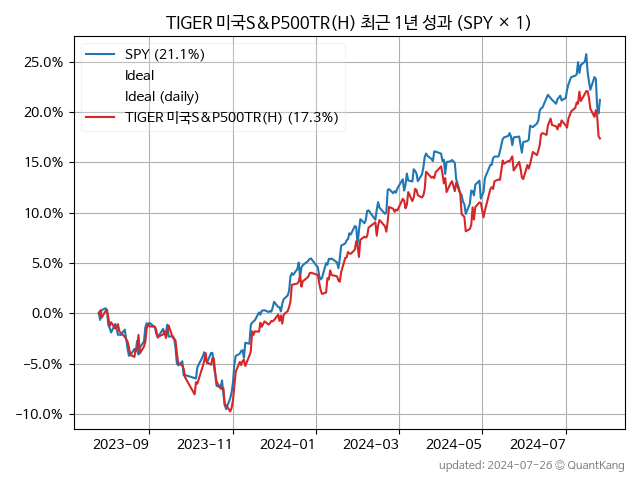 TIGER 미국S&P500TR(H) 최근 1년 성과 (SPY × 1)
SPY (21.1%)
Ideal
Ideal (daily)
TIGER 미국S&P500TR(H) (17.3%)
25.0%
20.0%
15.0%
10.0%
5.0%
0.0%
−5.0%
−10.0%
2023-09 2023-11 2024-01 2024-03 2024-05 2024-07
updated: 2024-07-26 © QuantKang